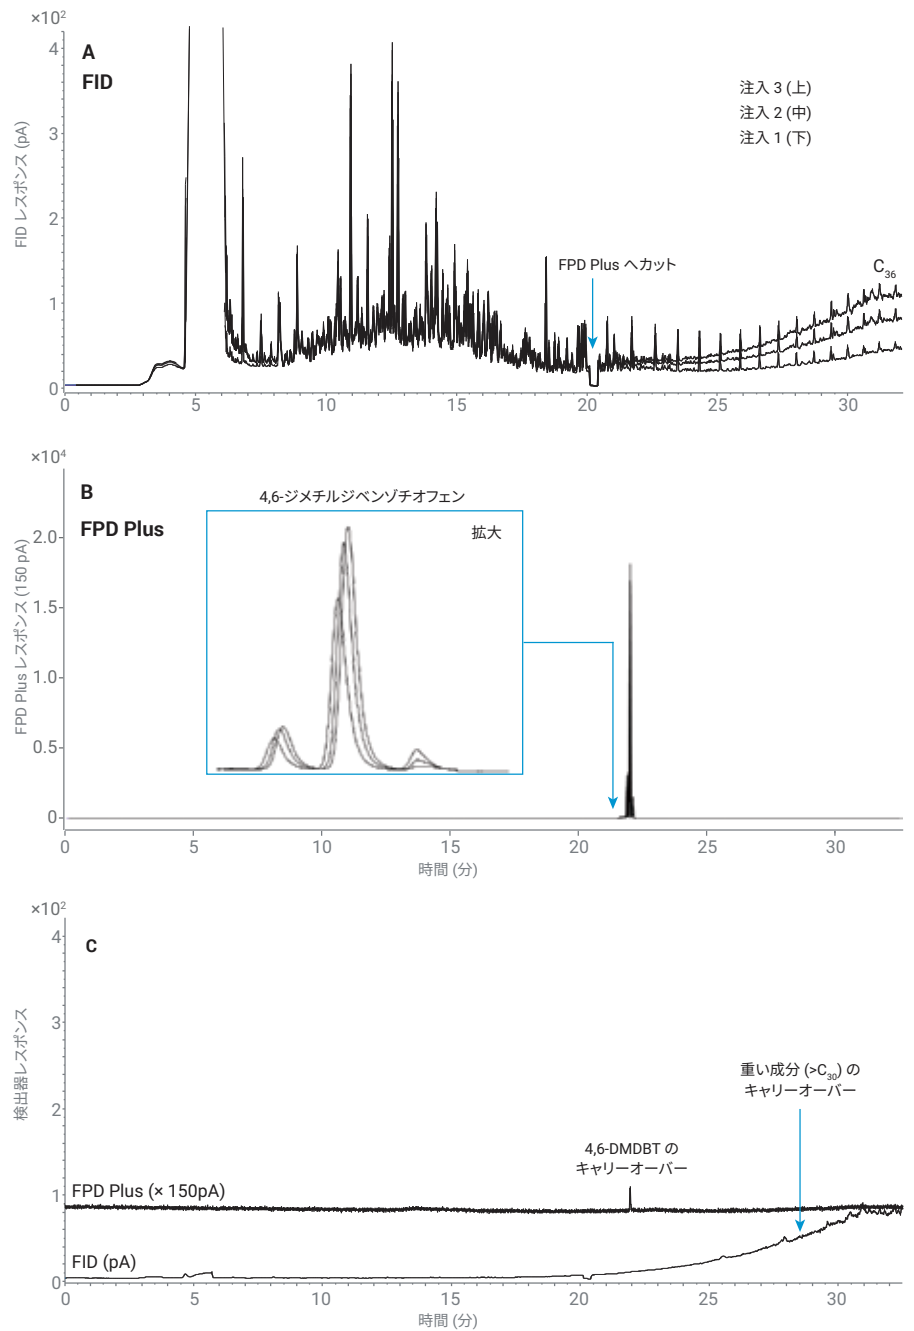 ×10²
A
FID
注入 3 (上)
注入 2 (中)
注入 1 (下)
FPD Plus へカット
C₃₆
FID レスポンス (pA)
4
3
2
1
0
0 5 10 15 20 25 30
×10⁴
B
FPD Plus
4,6-ジメチルジベンゾチオフェン
拡大
FPD Plus レスポンス (150 pA)
2.0
1.5
1.0
0.5
0
0 5 10 15 20 25 30
時間 (分)
×10²
C
検出器レスポンス
4
3
2
1
0
重い成分 (>C₃₀) の
キャリーオーバー
4,6-DMDBT の
キャリーオーバー
FPD Plus (× 150pA)
FID (pA)
0 5 10 15 20 25 30
時間 (分)